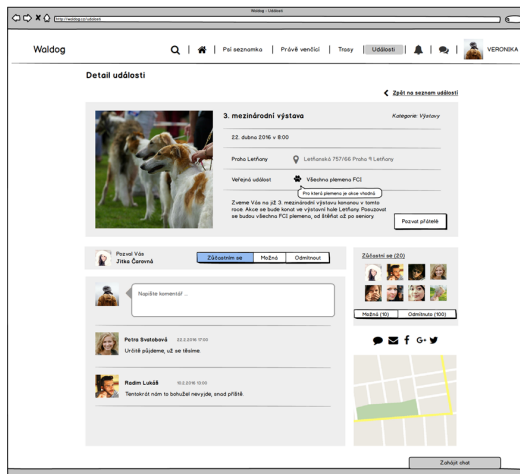 Waldog - Události
http://waldog.cz/udalosti
Waldog
Psí seznamka
Právě venčící
Trasy
Události
VERONIKA
Detail události
Zpět na seznam událostí
3. mezinárodní výstava
Kategorie: Výstavy
22. dubna 2016 v 8:00
Praha Letňany
Letňanská 757/66 Praha 9 Letňany
Veřejná událost
Všechna plemena FCI
Pro která plemena je akce vhodná
Zveme Vás na již 3. mezinárodní výstavu konanou v tomto
roce. Akce se bude konat ve výstavní hale Letňany. Posuzovat
se budou všechna FCI plemena, od štěňat až po seniory.
Pozvat přátelé
Pozval Vás
Jitka Čerovná
Zúčastním se
Možná
Odmítnout
Zúčastní se (20)
Možná (10)
Odmítnuto (100)
Napište komentář ...
Petra Svatobová
22.2.2016 17:00
Určitě půjdeme, už se těsíme.
Radim Lukáš
10.2.2016 13:00
Tentokrát nám to bohužel nevyjde, snad příště.
G+
Zahájit chat